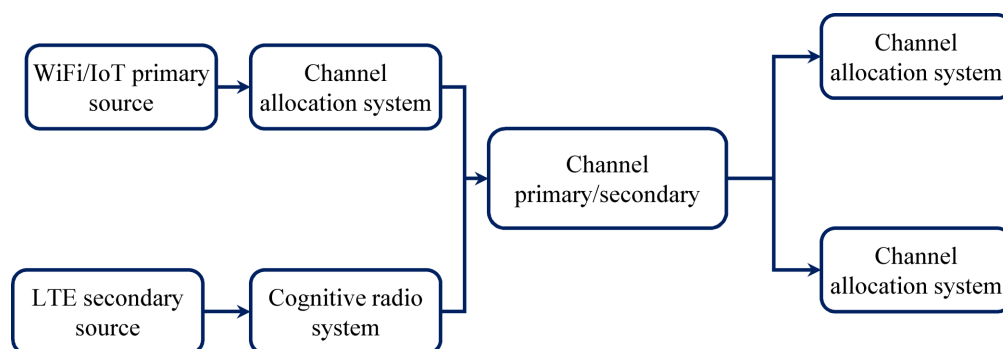 WiFi/IoT primary
source
Channel
allocation system
Channel
primary/secondary
Channel
allocation system
LTE secondary
source
Cognitive radio
system
Channel
allocation system